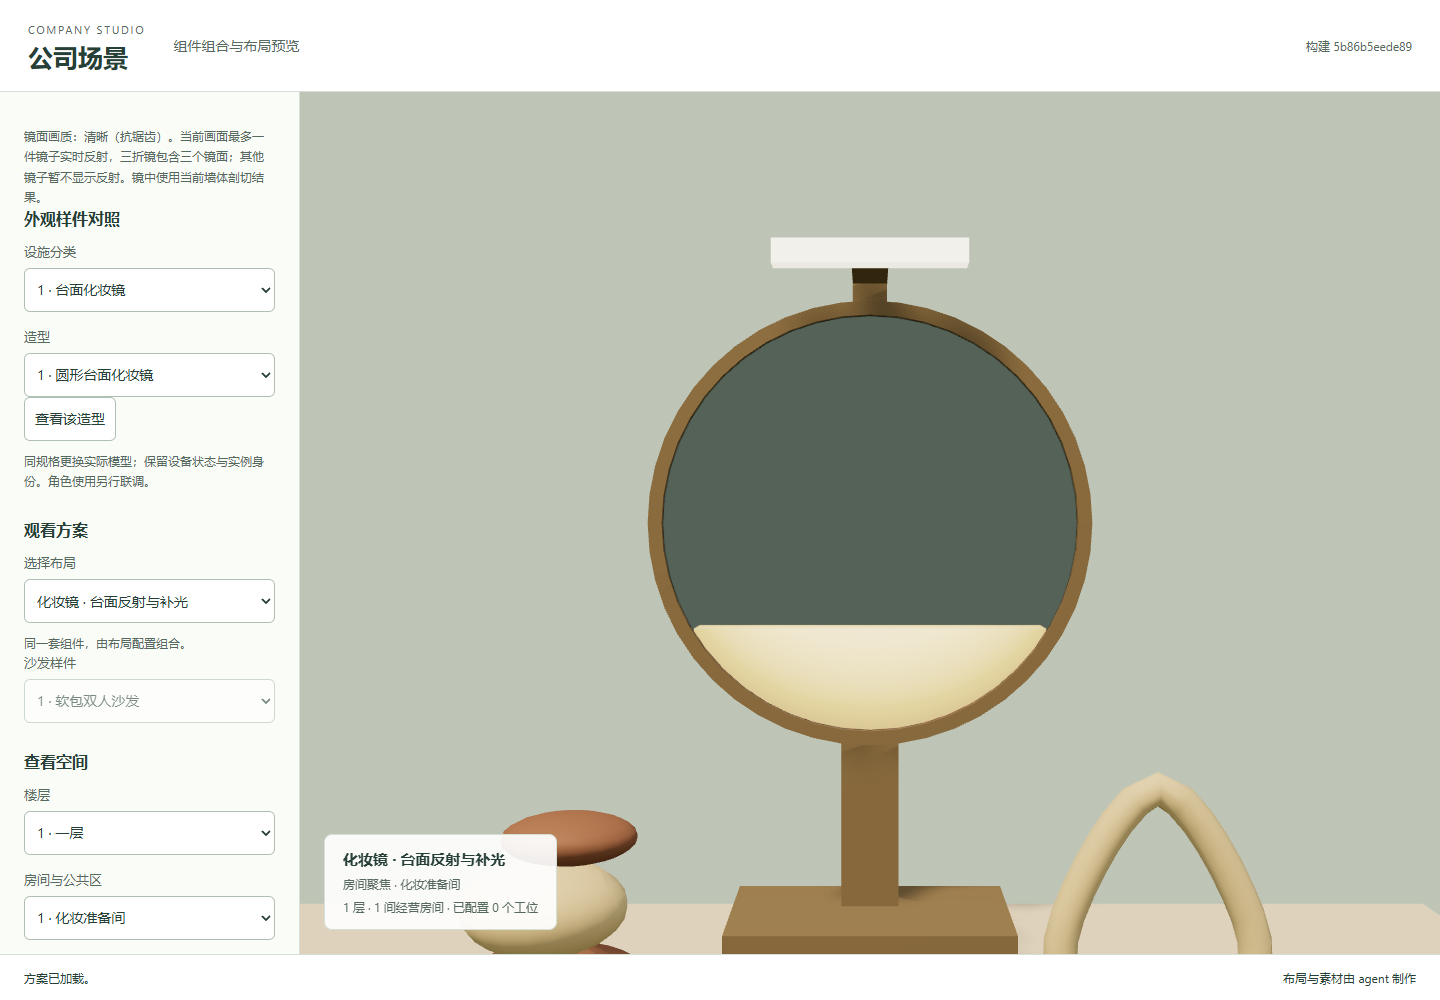 COMPANY STUDIO
公司场景
组件组合与布局预览
构建 5b86b5eede89
镜面画质：清晰（抗锯齿）。当前画面最多一
件镜子实时反射，三折镜包含三个镜面；其他
镜子暂不显示反射。镜中使用当前墙体剖切结
果。
外观样件对照
设施分类
1 · 台面化妆镜
造型
1 · 圆形台面化妆镜
查看该造型
同规格更换实际模型；保留设备状态与实例身
份。角色使用另行联调。
观看方案
选择布局
化妆镜 · 台面反射与补光
同一套组件，由布局配置组合。
沙发样件
1 · 软包双人沙发
查看空间
楼层
1 · 一层
房间与公共区
1 · 化妆准备间
化妆镜 · 台面反射与补光
房间聚焦 · 化妆准备间
1 层 · 1 间经营房间 · 已配置 0 个工位
方案已加载。
布局与素材由 agent 制作